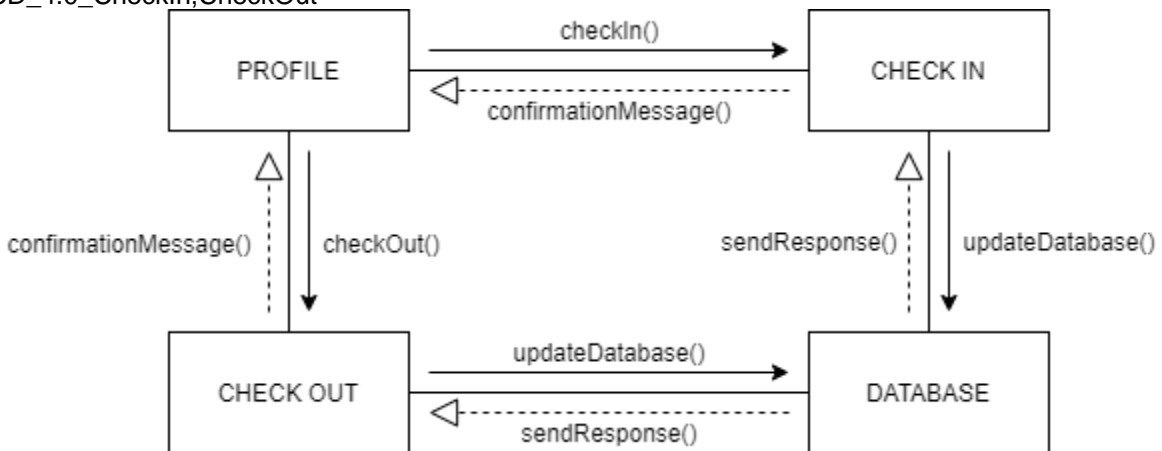 checkIn()
PROFILE
CHECK IN
confirmationMessage()
confirmationMessage()
checkOut()
sendResponse()
updateDatabase()
updateDatabase()
CHECK OUT
DATABASE
sendResponse()